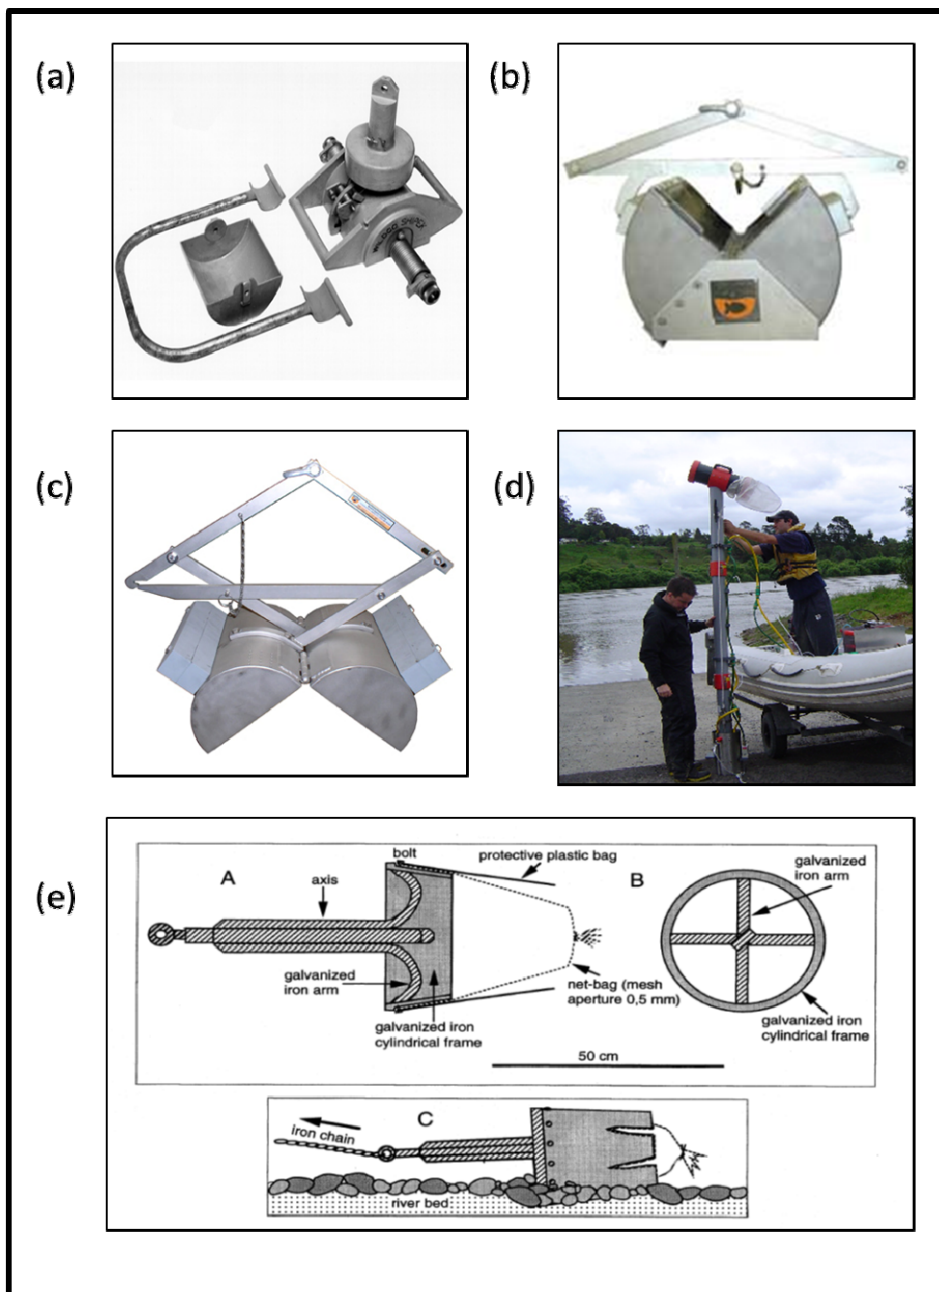 (a)
(b)
(c)
(d)
(e)
A
axis
bolt
protective plastic bag
B
galvanized
iron arm
galvanized
iron arm
galvanized iron
cylindrical frame
net-bag (mesh
aperture 0,5 mm)
galvanized iron
cylindrical frame
50 cm
C
iron chain
river bed